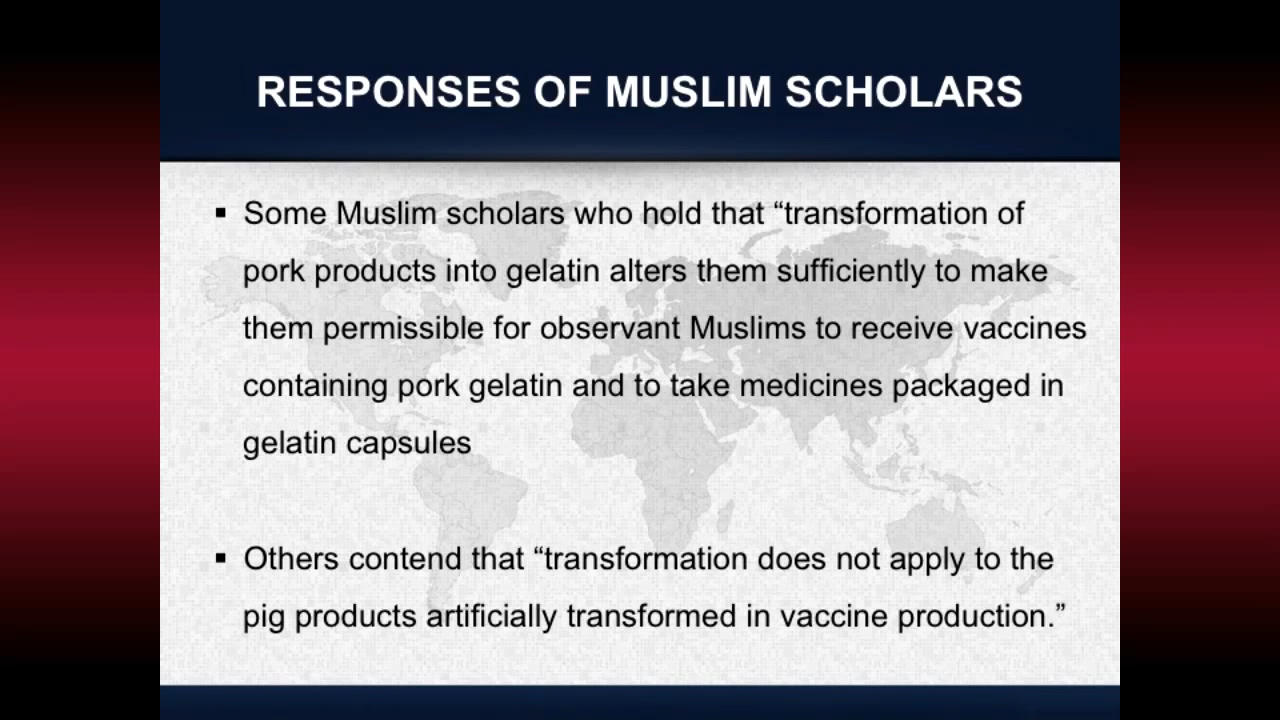 RESPONSES OF MUSLIM SCHOLARS
▪ Some Muslim scholars who hold that “transformation of
pork products into gelatin alters them sufficiently to make
them permissible for observant Muslims to receive vaccines
containing pork gelatin and to take medicines packaged in
gelatin capsules
▪ Others contend that “transformation does not apply to the
pig products artificially transformed in vaccine production.”